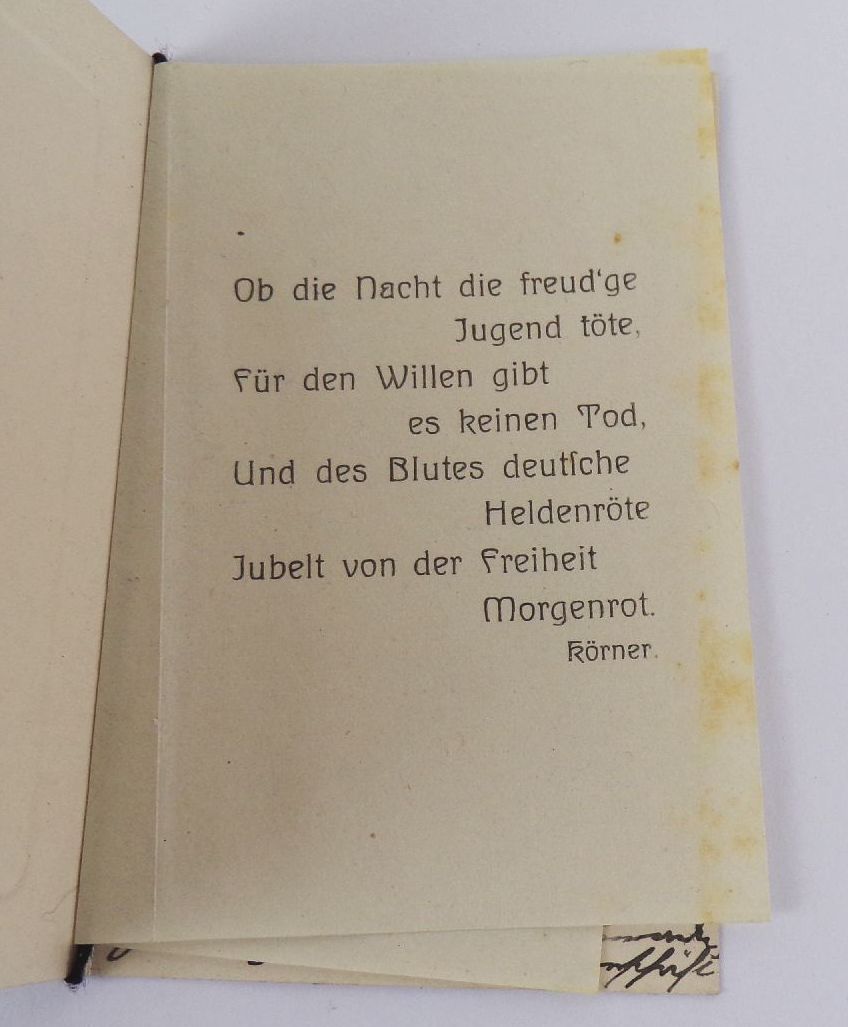 Ob die Nacht die freud‘ge
Jugend töte,
Für den Willen gibt
es keinen Tod,
Und des Blutes deutſche
Heldenröte
Jubelt von der Freiheit
Morgenrot.
Körner.